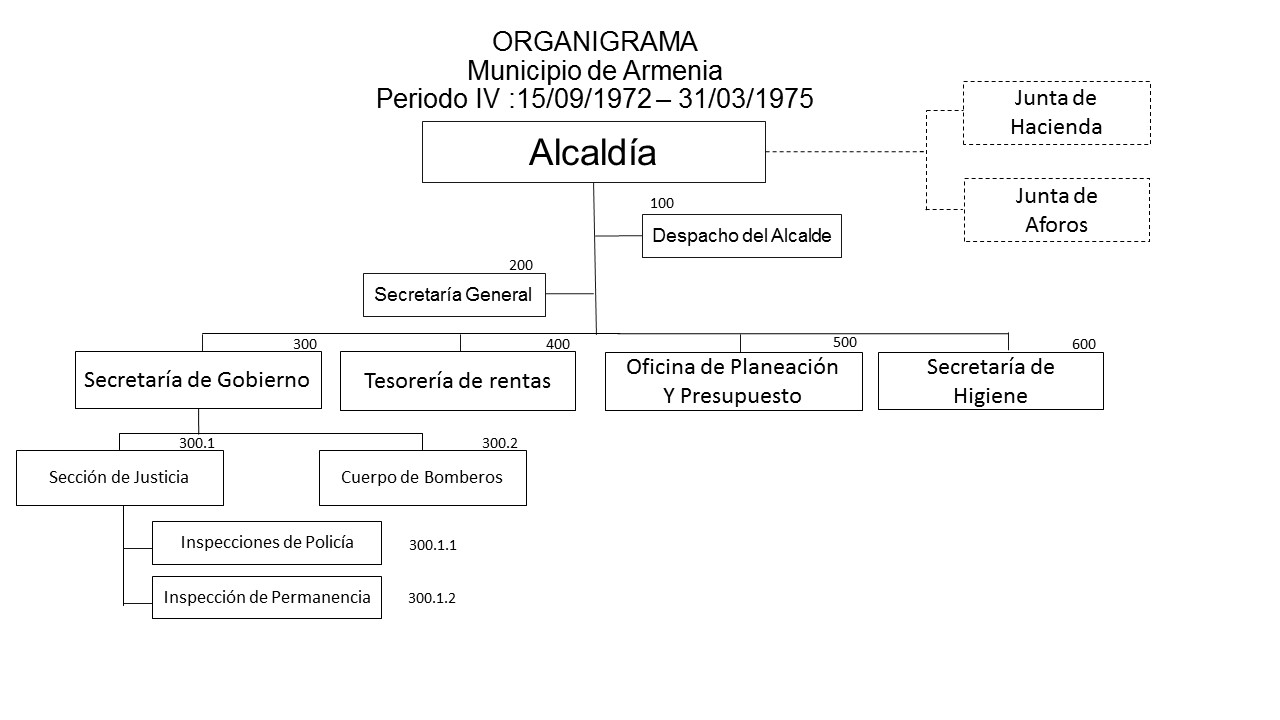 ORGANIGRAMA
Municipio de Armenia
Periodo IV :15/09/1972 – 31/03/1975
Alcaldía
Junta de
Hacienda
Junta de
Aforos
100
Despacho del Alcalde
200
Secretaría General
300
Secretaría de Gobierno
400
Tesorería de rentas
500
Oficina de Planeación
Y Presupuesto
600
Secretaría de
Higiene
300.1
Sección de Justicia
300.2
Cuerpo de Bomberos
Inspecciones de Policía
300.1.1
Inspección de Permanencia
300.1.2